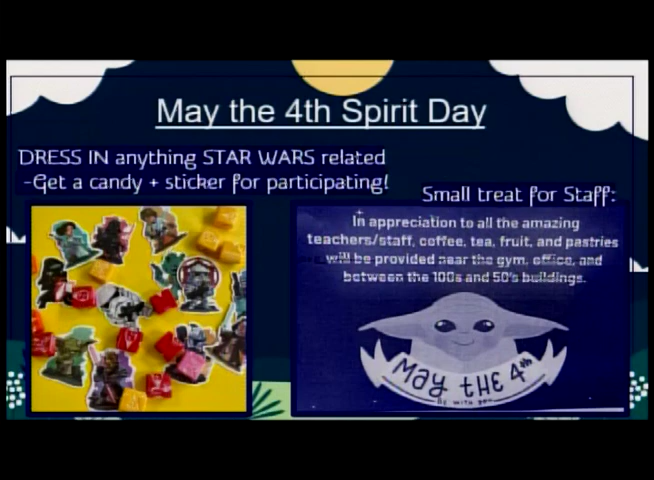 May the 4th Spirit Day
DRESS IN anything STAR WARS related
-Get a candy + sticker for participating!
Small treat for Staff:
In appreciation to all the amazing
teachers/staff, coffee, tea, fruit, and pastries
will be provided near the gym, office, and
between the 100s and 50's buildings.
May the 4th